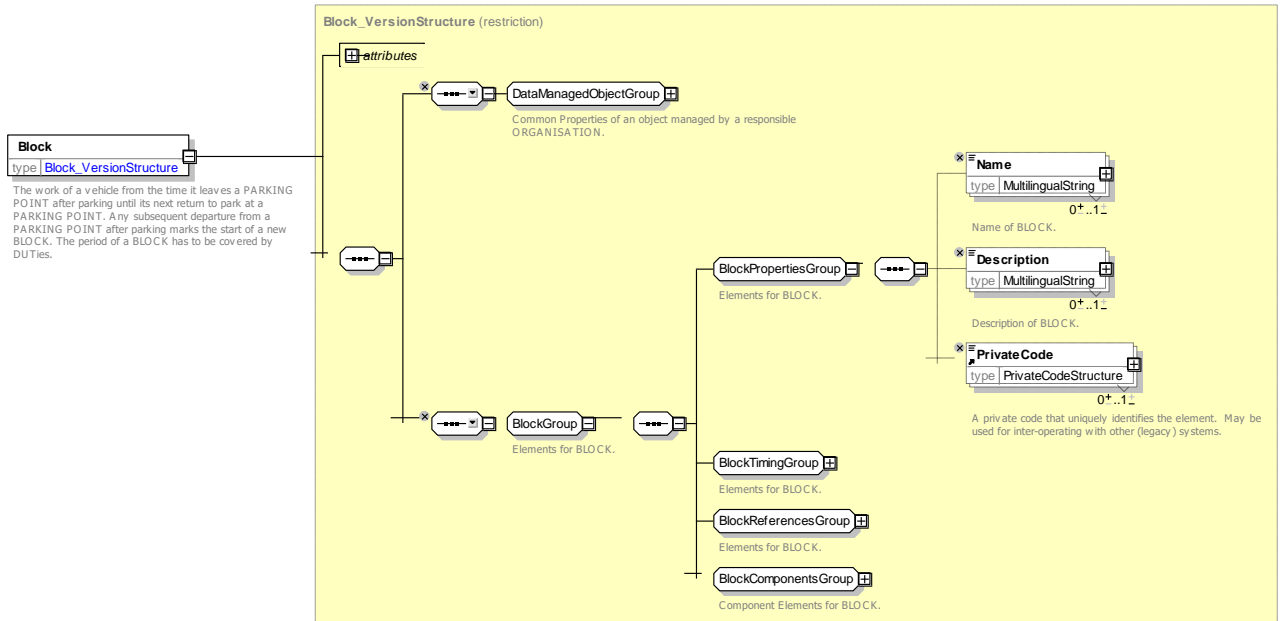 Block_VersionStructure (restriction)
attributes
DataManagedObjectGroup
Common Properties of an object managed by a responsible
ORGANISATION.
Block
type Block_VersionStructure
The work of a vehicle from the time it leaves a PARKING
POINT after parking until its next return to park at a
PARKING POINT. Any subsequent departure from a
PARKING POINT after parking marks the start of a new
BLOCK. The period of a BLOCK has to be covered by
DUTies.
Name
type MultilingualString
0..1
Name of BLOCK.
BlockPropertiesGroup
Elements for BLOCK.
Description
type MultilingualString
0..1
Description of BLOCK.
PrivateCode
type PrivateCodeStructure
0..1
A private code that uniquely identifies the element. May be
used for inter-operating with other (legacy) systems.
BlockGroup
Elements for BLOCK.
BlockTimingGroup
Elements for BLOCK.
BlockReferencesGroup
Elements for BLOCK.
BlockComponentsGroup
Component Elements for BLOCK.